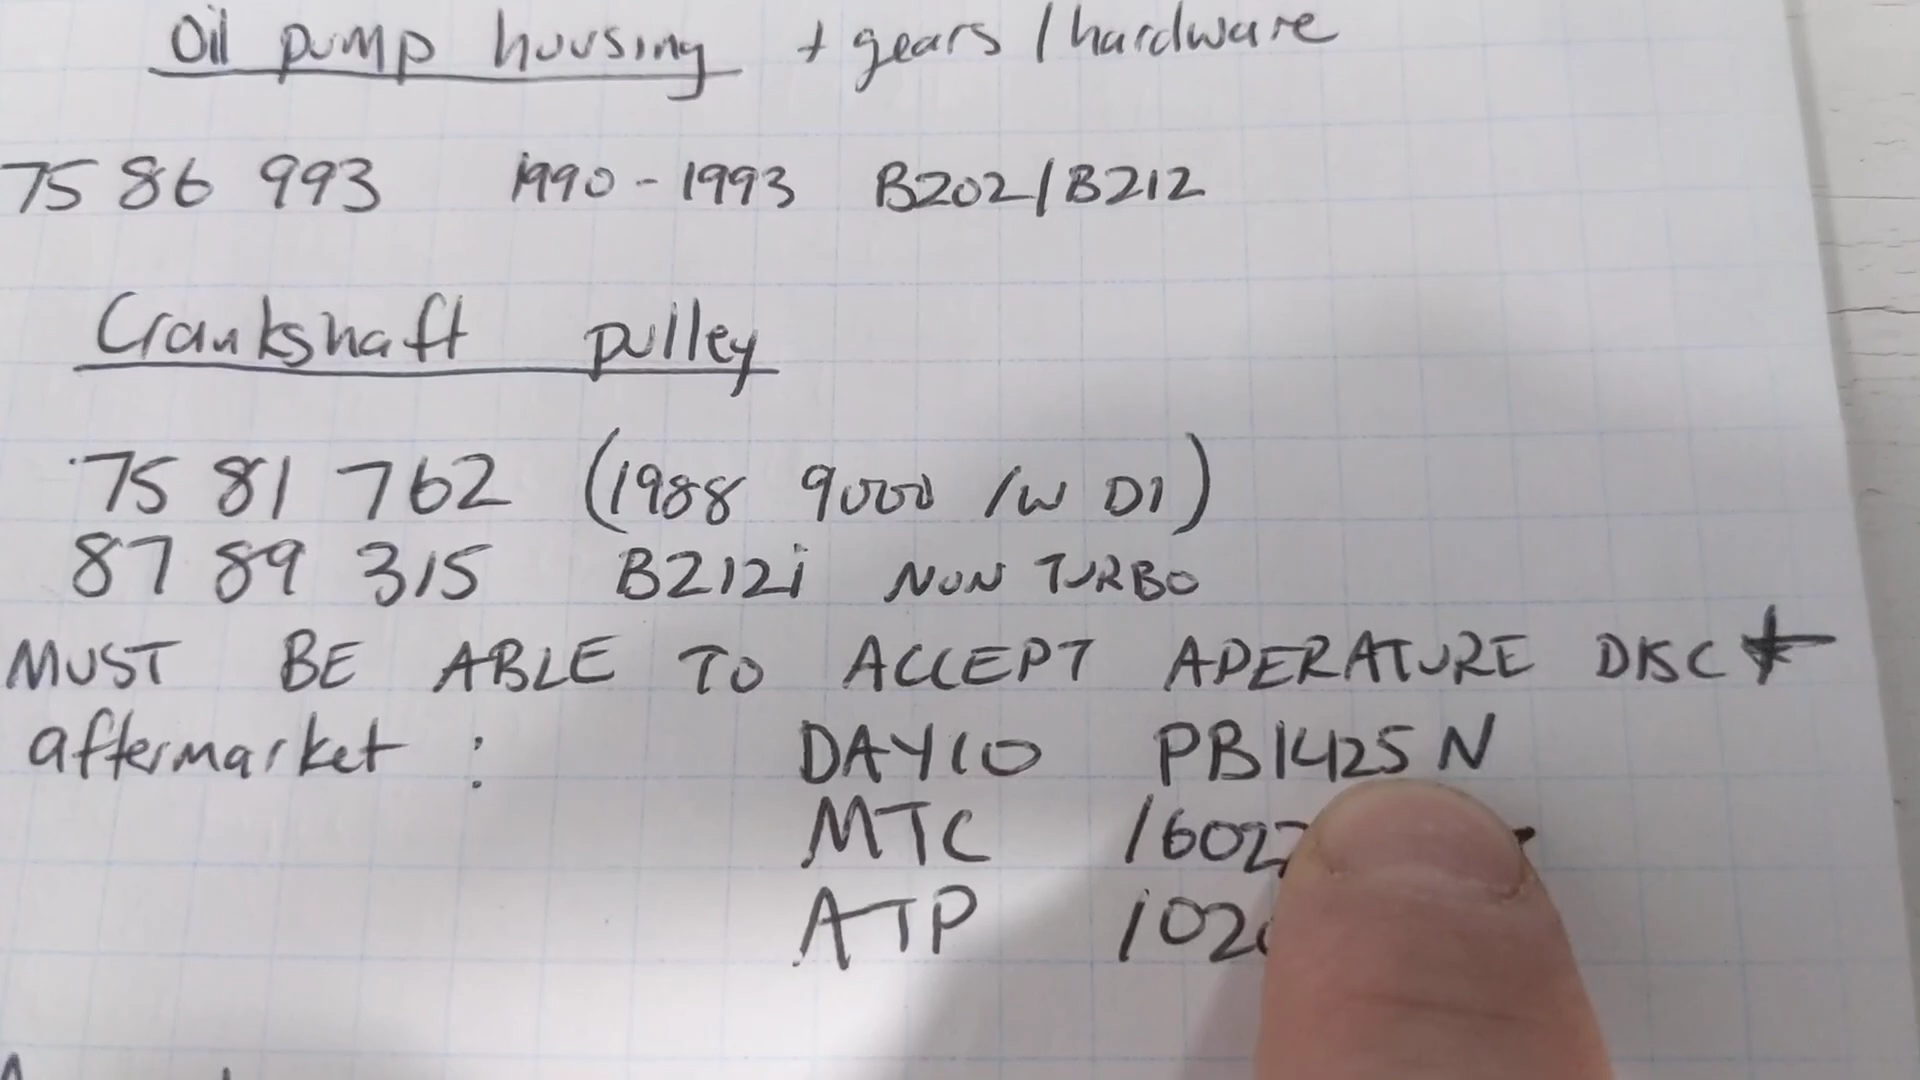 Oil pump housing + gears / hardware
75 86 993 1990 - 1993 B202/B212
Crankshaft pulley
75 81 762 (1988 9000 /w DI)
87 89 315 B212i NON TURBO
MUST BE ABLE TO ACCEPT APERATURE DISC *
aftermarket : DAYCO PB1425N
MTC
ATP